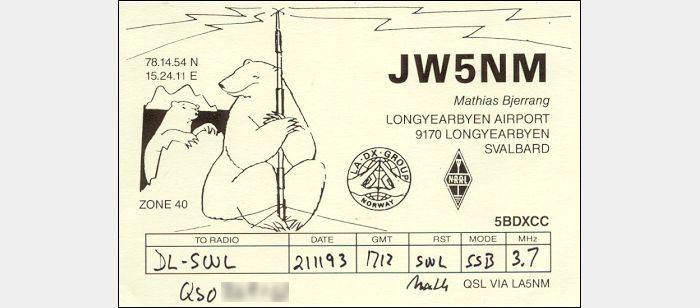 78.14.54 N
15.24.11 E
JW5NM
Mathias Bjerrang
LONGYEARBYEN AIRPORT
9170 LONGYEARBYEN
SVALBARD
LA-DX-GROUP
NORWAY
NRRL
ZONE 40
5BDXCC
TO RADIO DATE GMT RST MODE MHz
DL-SWL 211193 1712 SWL SSB 3.7
QSO
QSL VIA LA5NM